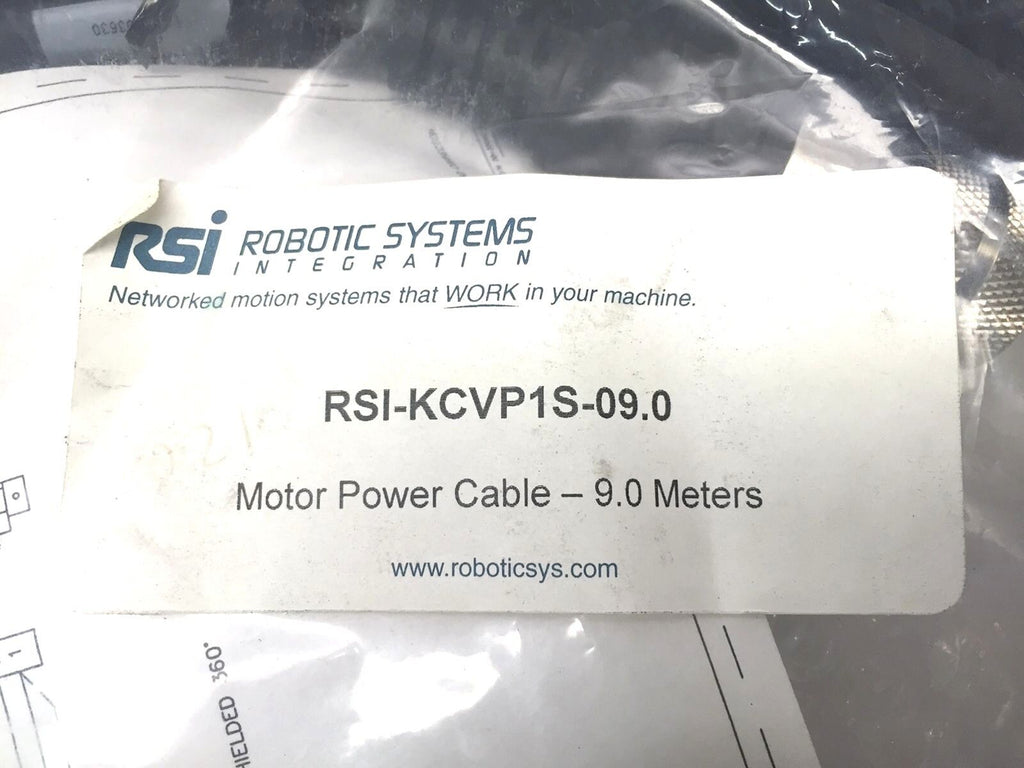 RSi ROBOTIC SYSTEMS
INTEGRATION
Networked motion systems that WORK in your machine.
RSI-KCVP1S-09.0
Motor Power Cable – 9.0 Meters
www.roboticsys.com
1
360°